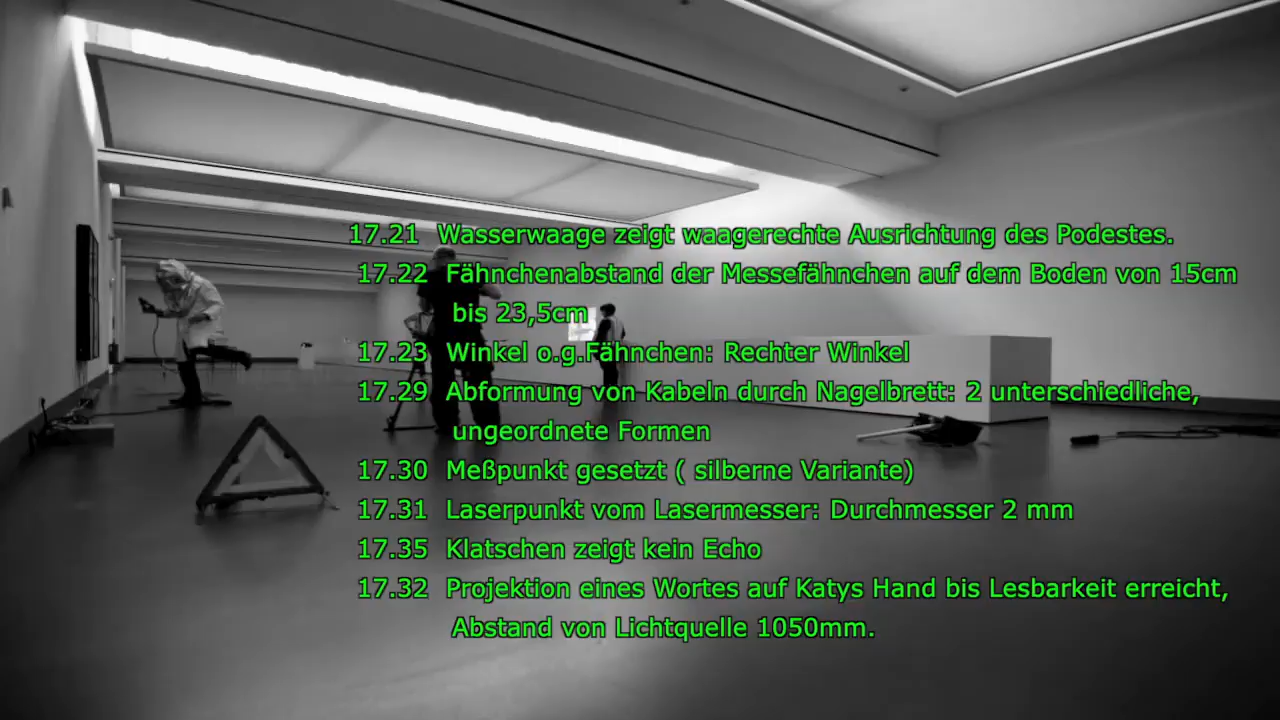 17.21 Wasserwaage zeigt waagerechte Ausrichtung des Podestes.
17.22 Fähnchenabstand der Messefähnchen auf dem Boden von 15cm
bis 23,5cm
17.23 Winkel o.g.Fähnchen: Rechter Winkel
17.29 Abformung von Kabeln durch Nagelbrett: 2 unterschiedliche,
ungeordnete Formen
17.30 Meßpunkt gesetzt ( silberne Variante)
17.31 Laserpunkt vom Lasermesser: Durchmesser 2 mm
17.35 Klatschen zeigt kein Echo
17.32 Projektion eines Wortes auf Katys Hand bis Lesbarkeit erreicht,
Abstand von Lichtquelle 1050mm.